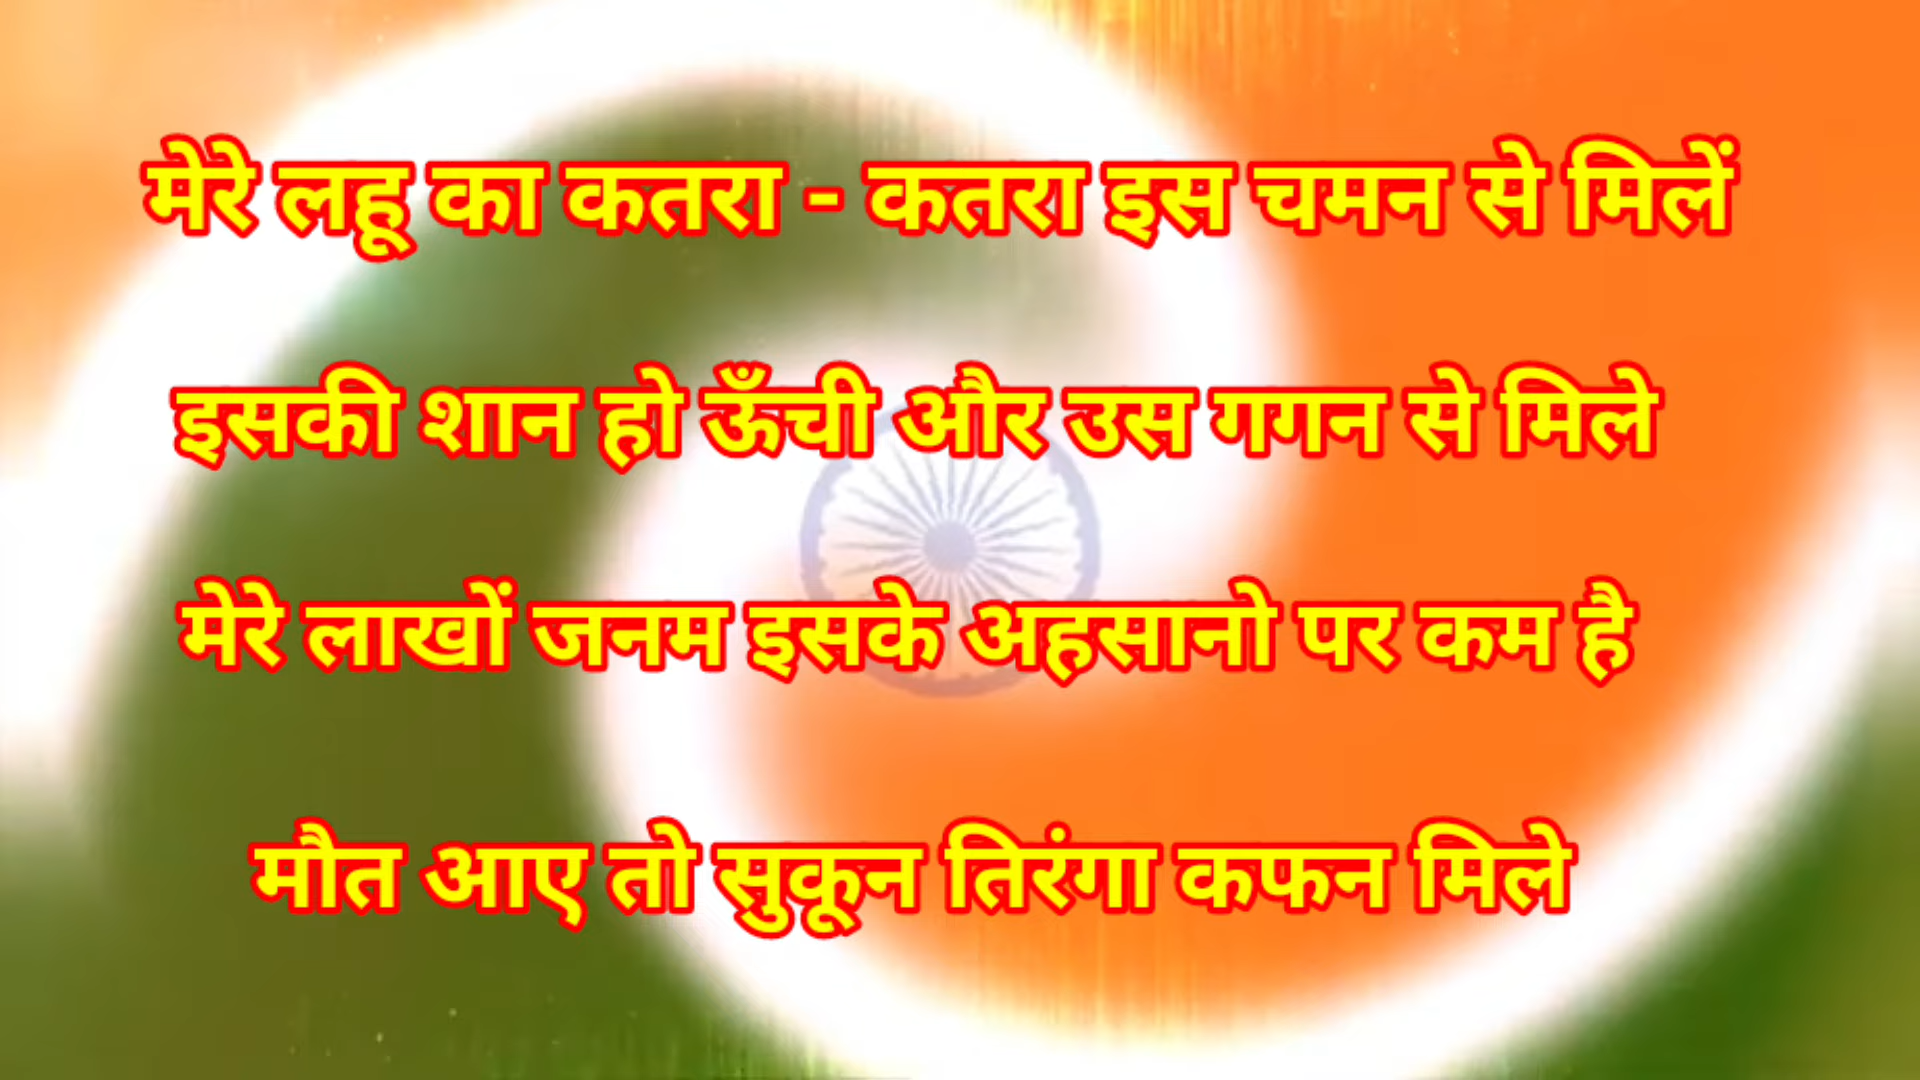 मेरे लहू का कतरा - कतरा इस चमन से मिलें
इसकी शान हो ऊँची और उस गगन से मिले
मेरे लाखों जनम इसके अहसानो पर कम है
मौत आए तो सुकून तिरंगा कफन मिले